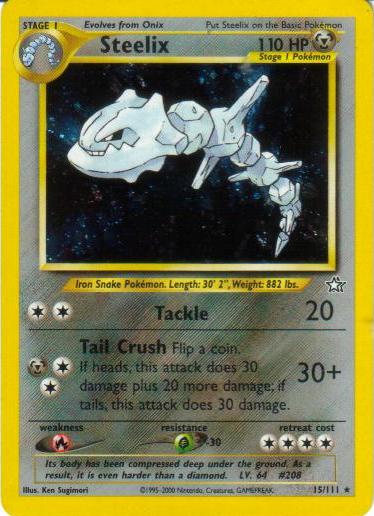 STAGE 1 Evolves from Onix Put Steelix on the Basic Pokémon
Steelix 110 HP
Stage 1 Pokémon
Iron Snake Pokémon. Length: 30' 2", Weight: 882 lbs.
Tackle 20
Tail Crush Flip a coin.
If heads, this attack does 30
damage plus 20 more damage; if
tails, this attack does 30 damage.
30+
weakness resistance retreat cost
-30
Its body has been compressed deep under the ground. As a
result, it is even harder than a diamond. LV. 64 #208
Illus. Ken Sugimori ©1995-2000 Nintendo, Creatures, GAMEFREAK. 15/111 ★